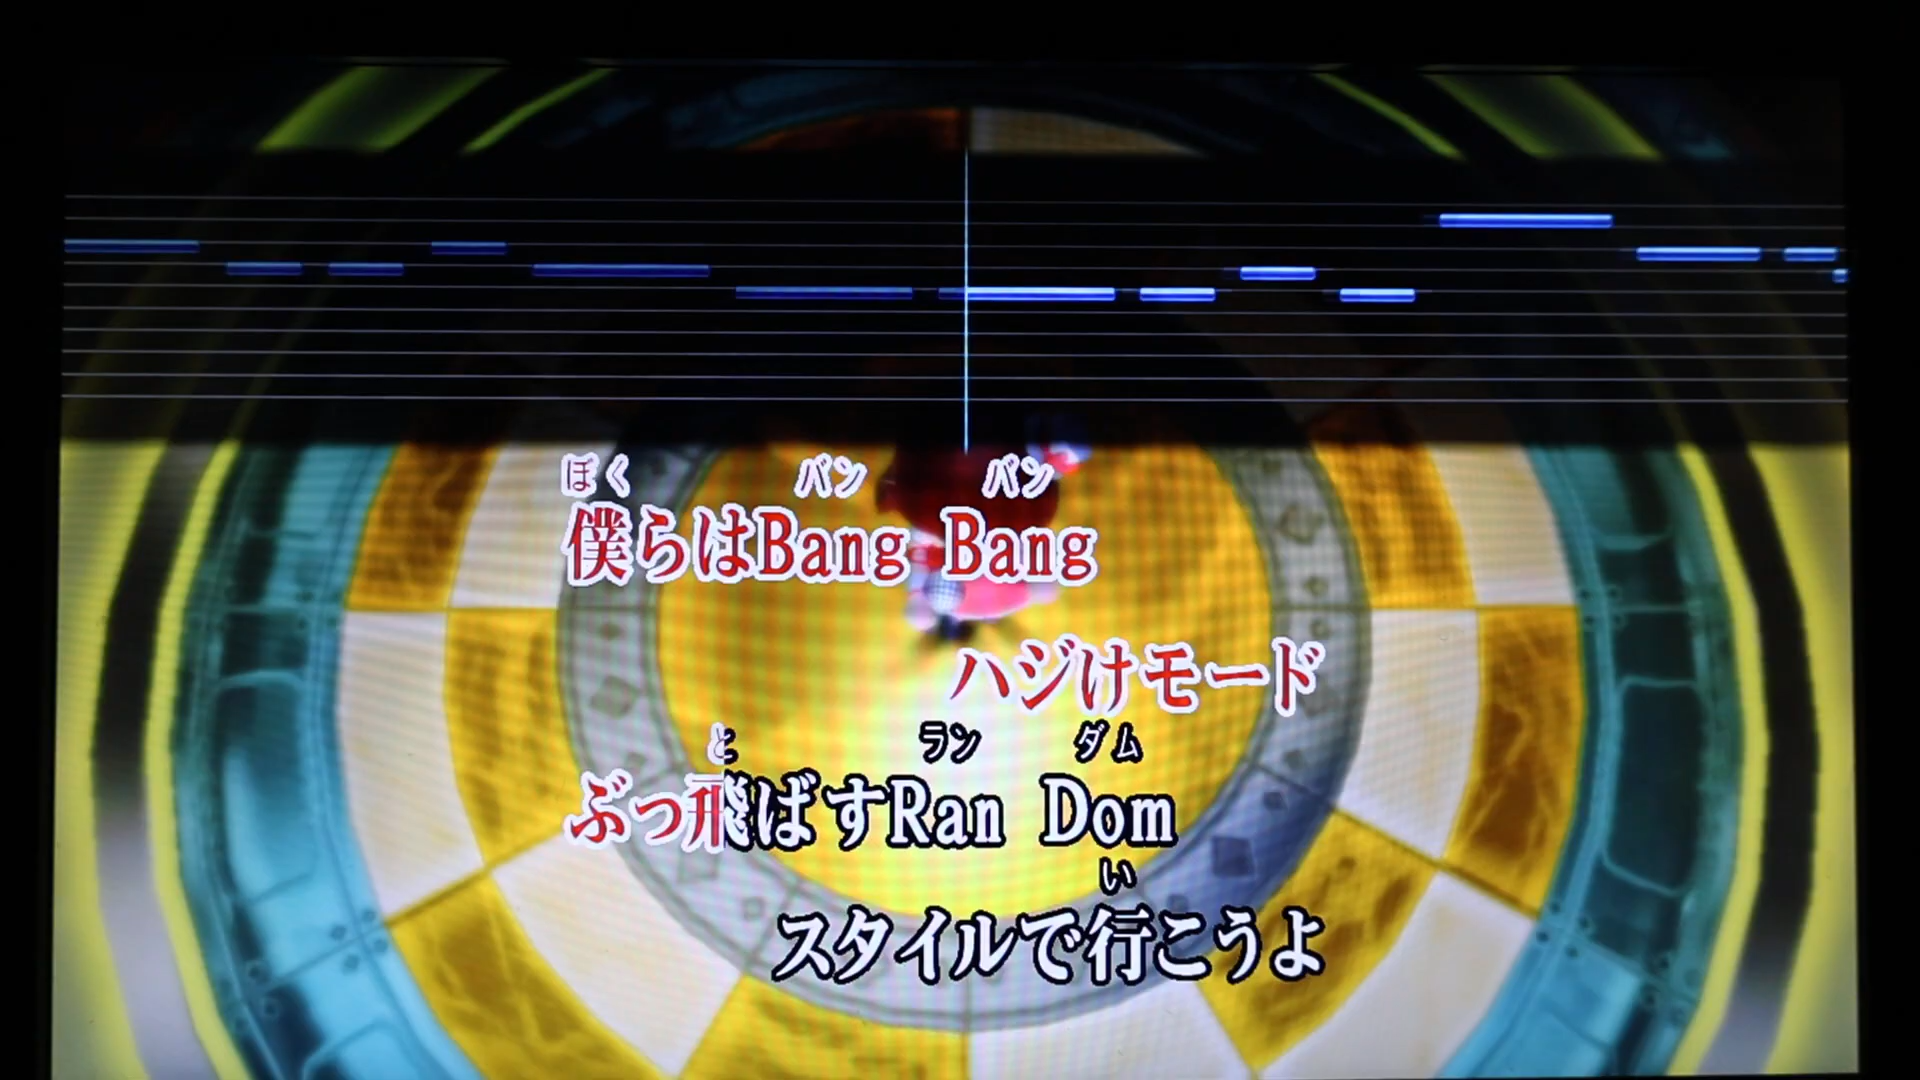 ぼく バン バン
僕らはBang Bang
ハジけモード
と ラン ダム
ぶっ飛ばすRan Dom
い
スタイルで行こうよ